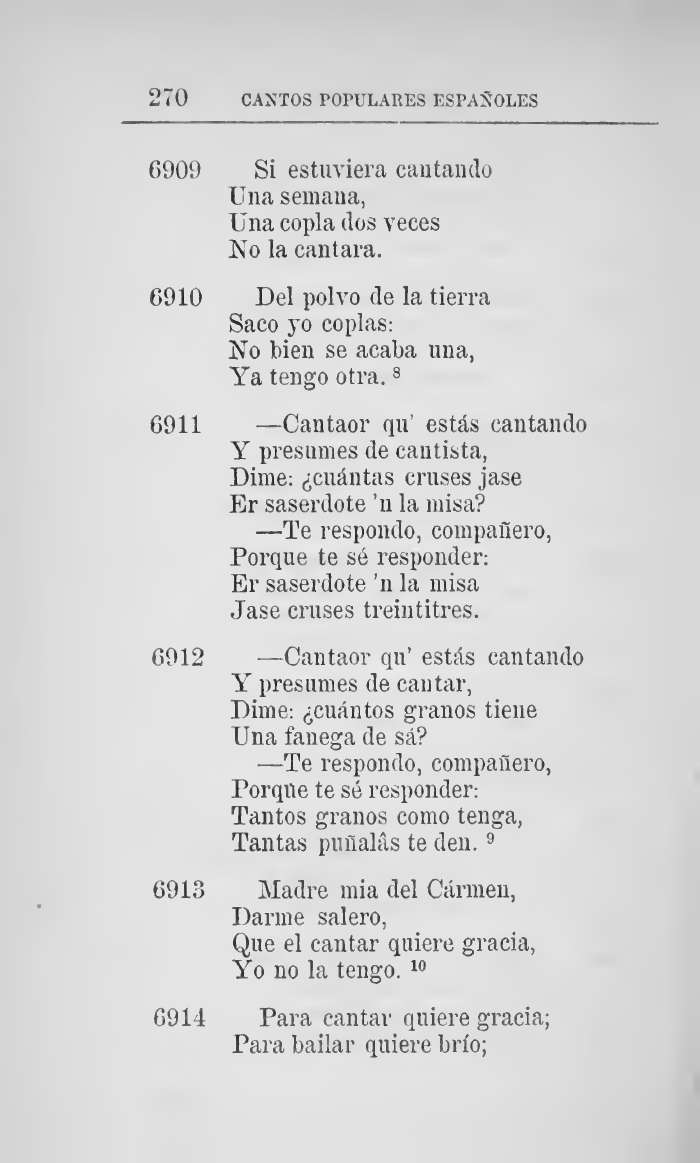 270 CANTOS POPULARES ESPAÑOLES
6909 Si estuviera cantando
Una semana,
Una copla dos veces
No la cantara.
6910 Del polvo de la tierra
Saco yo coplas:
No bien se acaba una,
Ya tengo otra. 8
6911 —Cantaor qu' estás cantando
Y presumes de cantista,
Dime: ¿cuántas cruses jase
Er saserdote 'n la misa?
—Te respondo, compañero,
Porque te sé responder:
Er saserdote 'n la misa
Jase cruses treintitres.
6912 —Cantaor qu' estás cantando
Y presumes de cantar,
Dime: ¿cuántos granos tiene
Una fanega de sá?
—Te respondo, compañero,
Porque te sé responder:
Tantos granos como tenga,
Tantas puñalâs te den. 9
6913 Madre mia del Cármen,
Darme salero,
Que el cantar quiere gracia,
Yo no la tengo. 10
6914 Para cantar quiere gracia;
Para bailar quiere brío;